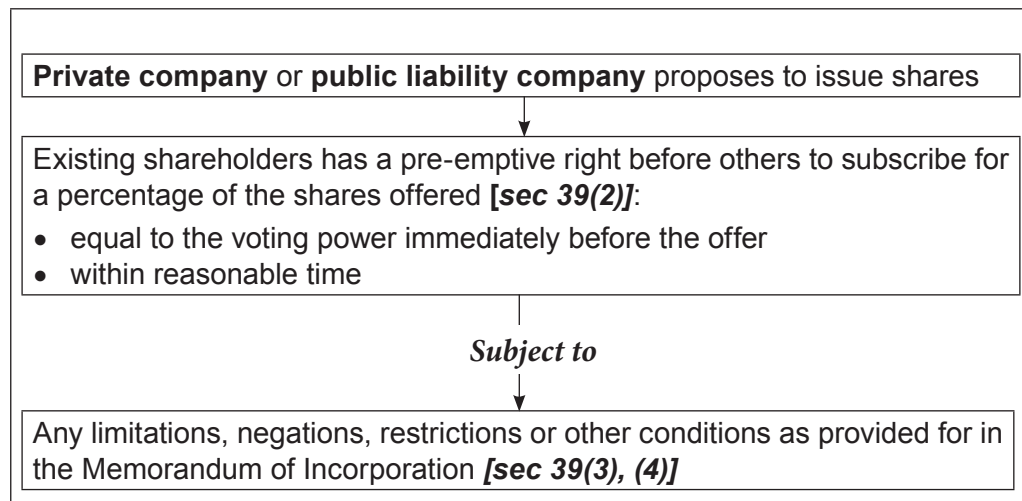 Private company or public liability company proposes to issue shares
Existing shareholders has a pre-emptive right before others to subscribe for
a percentage of the shares offered [sec 39(2)]:
• equal to the voting power immediately before the offer
• within reasonable time
Subject to
Any limitations, negations, restrictions or other conditions as provided for in
the Memorandum of Incorporation [sec 39(3), (4)]